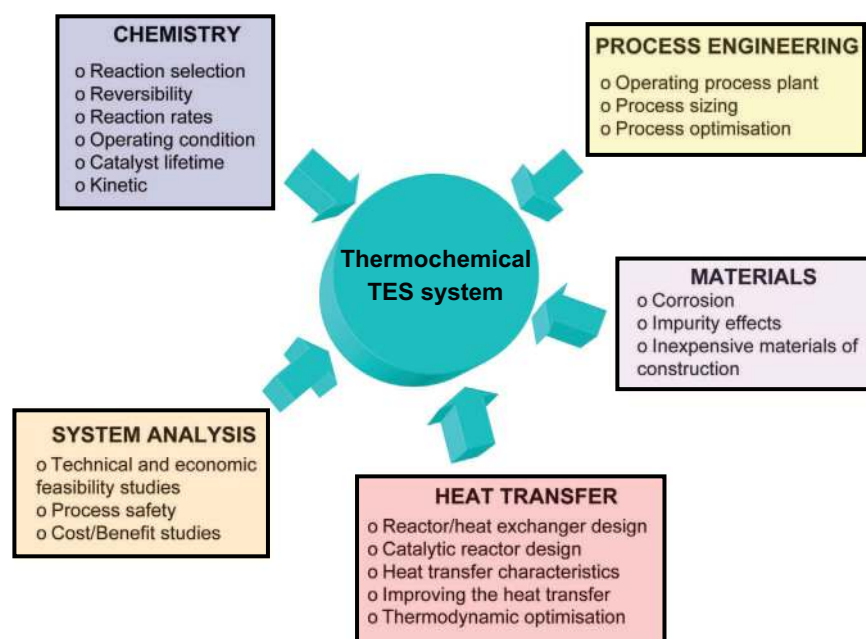 CHEMISTRY
o Reaction selection
o Reversibility
o Reaction rates
o Operating condition
o Catalyst lifetime
o Kinetic
PROCESS ENGINEERING
o Operating process plant
o Process sizing
o Process optimisation
Thermochemical
TES system
MATERIALS
o Corrosion
o Impurity effects
o Inexpensive materials of
construction
SYSTEM ANALYSIS
o Technical and economic
feasibility studies
o Process safety
o Cost/Benefit studies
HEAT TRANSFER
o Reactor/heat exchanger design
o Catalytic reactor design
o Heat transfer characteristics
o Improving the heat transfer
o Thermodynamic optimisation